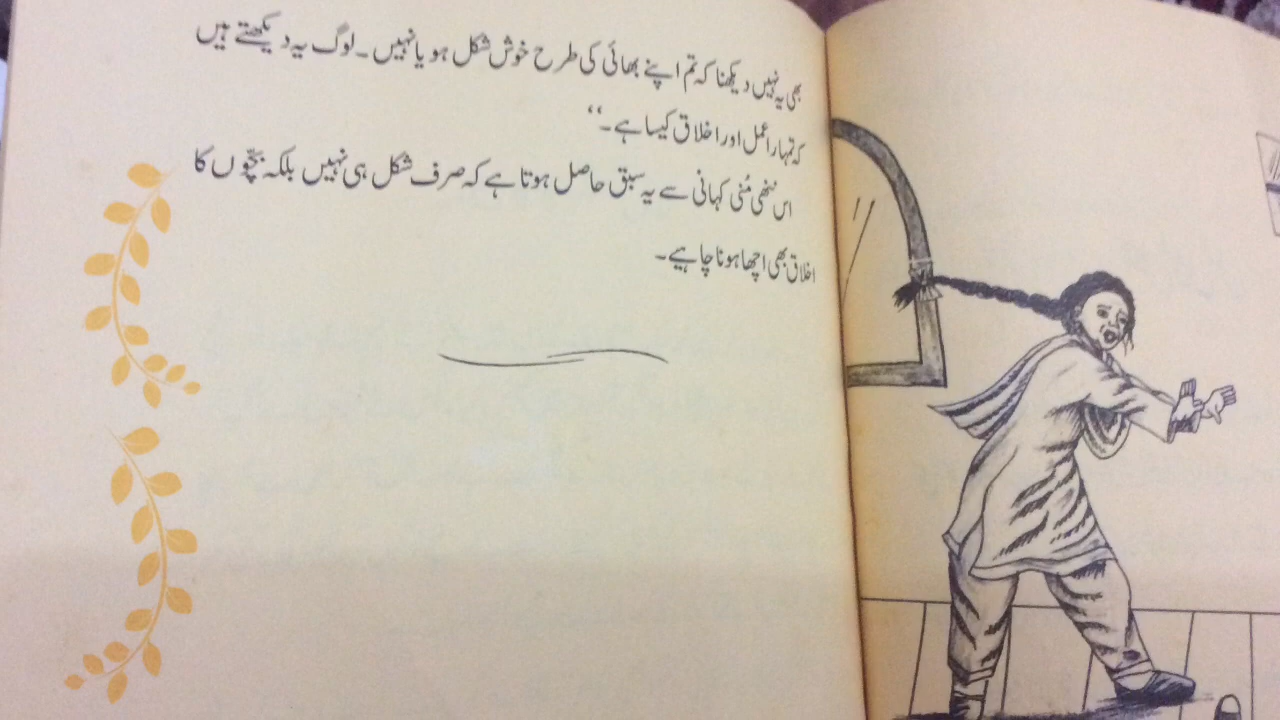 بھی یہ نہیں دیکھنا کہ تم اپنے بھائی کی طرح خوش شکل ہو یا نہیں۔ لوگ یہ دیکھتے ہیں
کہ تمہارا عمل اور اخلاق کیسا ہے۔‘‘
اس ننھی مُنی کہانی سے یہ سبق حاصل ہوتا ہے کہ صرف شکل ہی نہیں بلکہ بچّوں کا
اخلاق بھی اچھا ہونا چاہیے۔